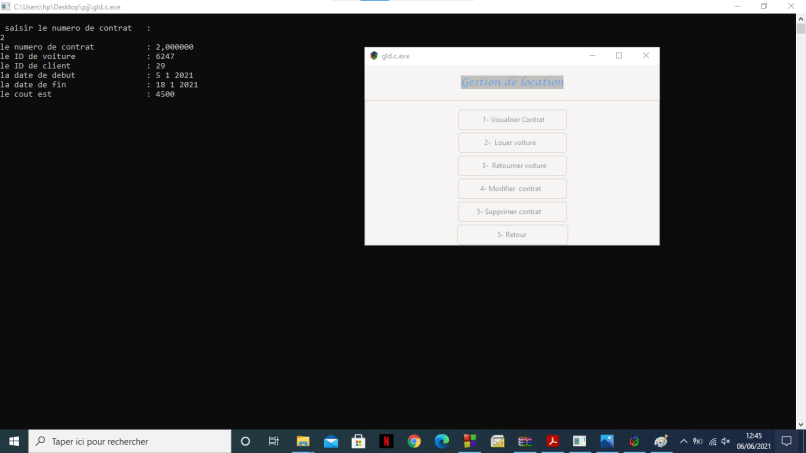 C:\Users\hp\Desktop\pjj\gld.c.exe
saisir le numero de contrat :
2
le numero de contrat : 2,000000
le ID de voiture : 6247
le ID de client : 29
la date de debut : 5 1 2021
la date de fin : 18 1 2021
le cout est : 4500
gld.c.exe
Gestion de location
1- Visualiser Contrat
2- Louer voiture
3- Retourner voiture
4- Modifier contrat
5- Supprimer contrat
5- Retour
Taper ici pour rechercher
N
12:45
06/06/2021